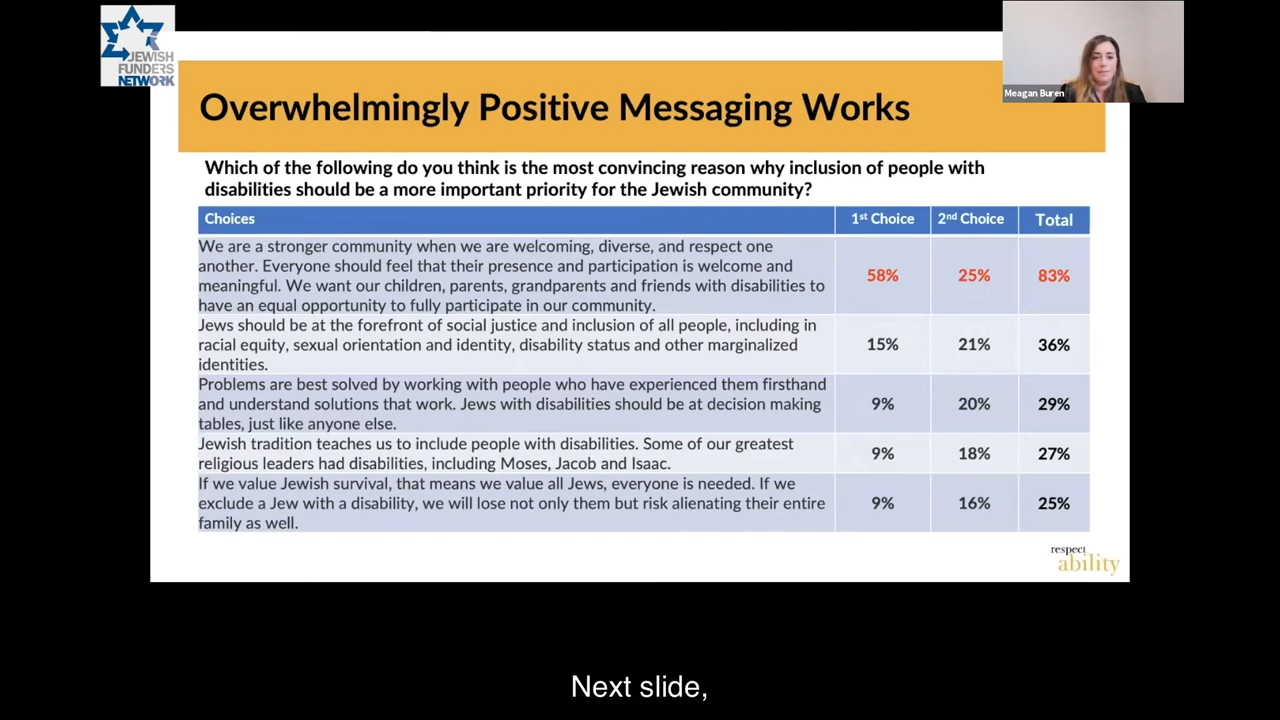 JEWISH
FUNDERS
NETWORK
Meagan Buren
Overwhelmingly Positive Messaging Works
Which of the following do you think is the most convincing reason why inclusion of people with
disabilities should be a more important priority for the Jewish community?
Choices 1st Choice 2nd Choice Total
We are a stronger community when we are welcoming, diverse, and respect one
another. Everyone should feel that their presence and participation is welcome and
meaningful. We want our children, parents, grandparents and friends with disabilities to
have an equal opportunity to fully participate in our community.
58% 25% 83%
Jews should be at the forefront of social justice and inclusion of all people, including in
racial equity, sexual orientation and identity, disability status and other marginalized
identities.
15% 21% 36%
Problems are best solved by working with people who have experienced them firsthand
and understand solutions that work. Jews with disabilities should be at decision making
tables, just like anyone else.
9% 20% 29%
Jewish tradition teaches us to include people with disabilities. Some of our greatest
religious leaders had disabilities, including Moses, Jacob and Isaac.
9% 18% 27%
If we value Jewish survival, that means we value all Jews, everyone is needed. If we
exclude a Jew with a disability, we will lose not only them but risk alienating their entire
family as well.
9% 16% 25%
respect
ability
Next slide,